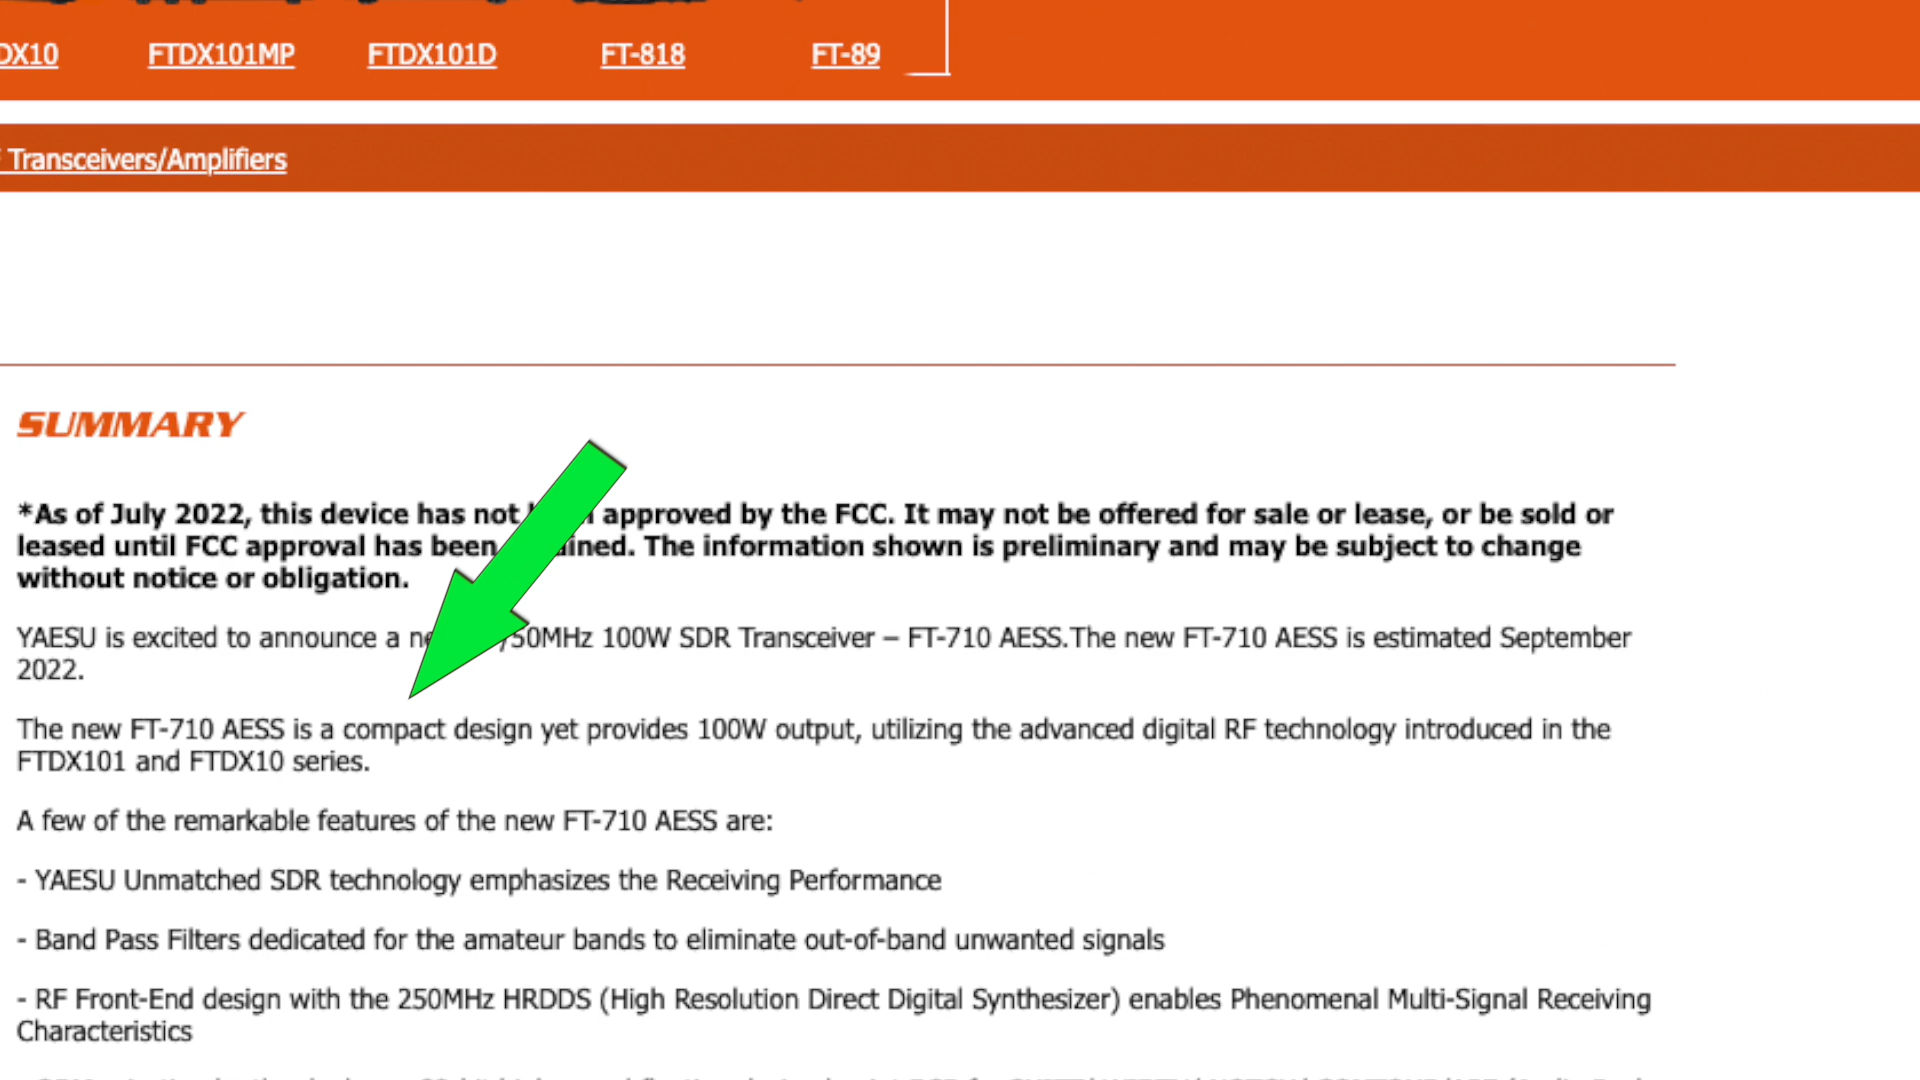 DX10 FTDX101MP FTDX101D FT-818 FT-89
Transceivers/Amplifiers
SUMMARY
*As of July 2022, this device has not approved by the FCC. It may not be offered for sale or lease, or be sold or
leased until FCC approval has been ined. The information shown is preliminary and may be subject to change
without notice or obligation.
YAESU is excited to announce a ne /50MHz 100W SDR Transceiver – FT-710 AESS.The new FT-710 AESS is estimated September
2022.
The new FT-710 AESS is a compact design yet provides 100W output, utilizing the advanced digital RF technology introduced in the
FTDX101 and FTDX10 series.
A few of the remarkable features of the new FT-710 AESS are:
- YAESU Unmatched SDR technology emphasizes the Receiving Performance
- Band Pass Filters dedicated for the amateur bands to eliminate out-of-band unwanted signals
- RF Front-End design with the 250MHz HRDDS (High Resolution Direct Digital Synthesizer) enables Phenomenal Multi-Signal Receiving
Characteristics